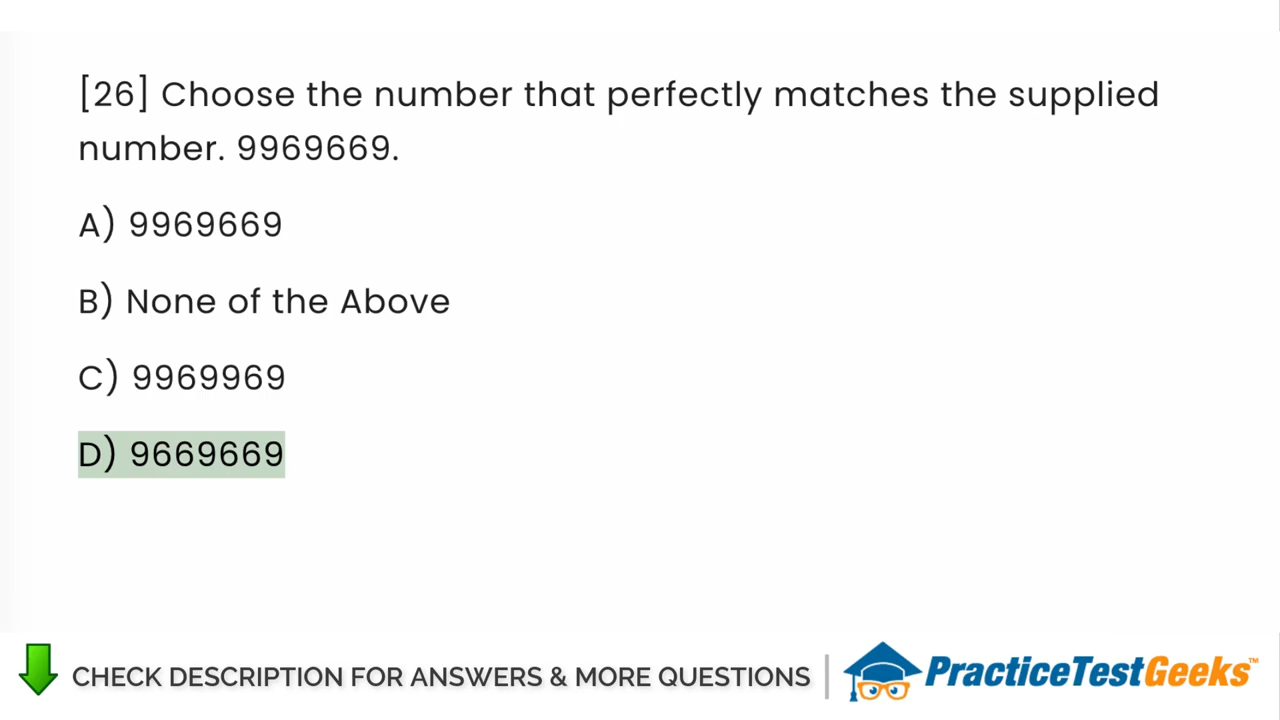 [26] Choose the number that perfectly matches the supplied
number. 9969669.
A) 9969669
B) None of the Above
C) 9969969
D) 9669669
CHECK DESCRIPTION FOR ANSWERS & MORE QUESTIONS
PracticeTestGeeks™